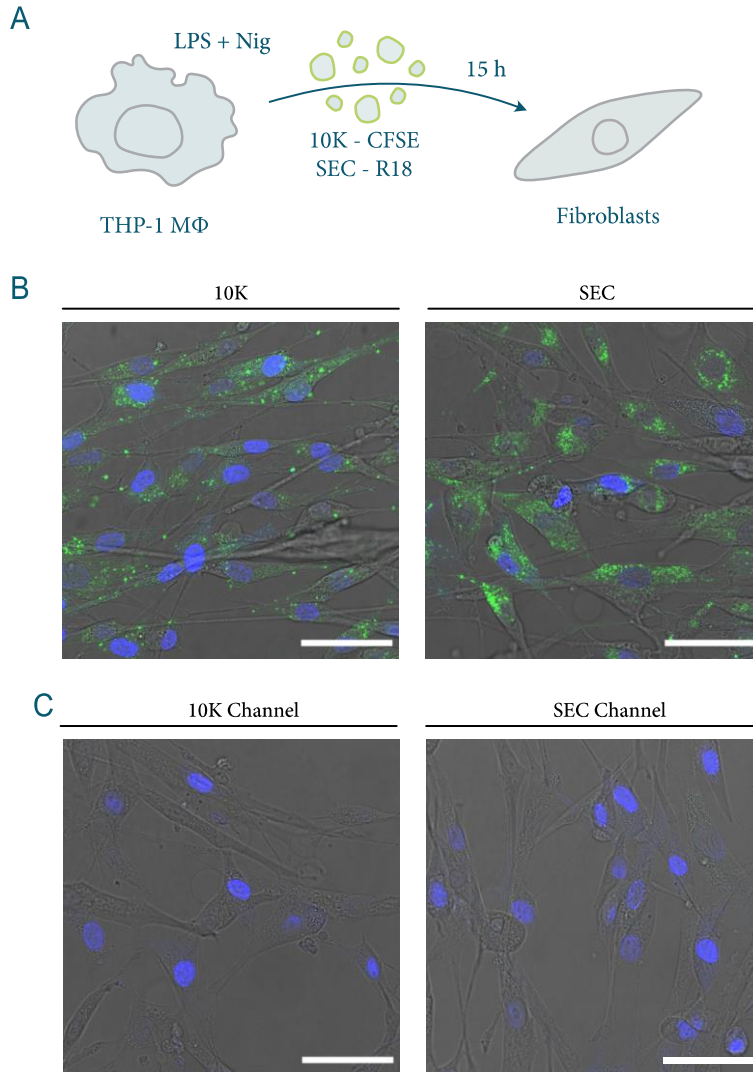 A
LPS + Nig
15 h
10K - CFSE
SEC - R18
THP-1 MΦ
Fibroblasts
B
10K
SEC
C
10K Channel
SEC Channel